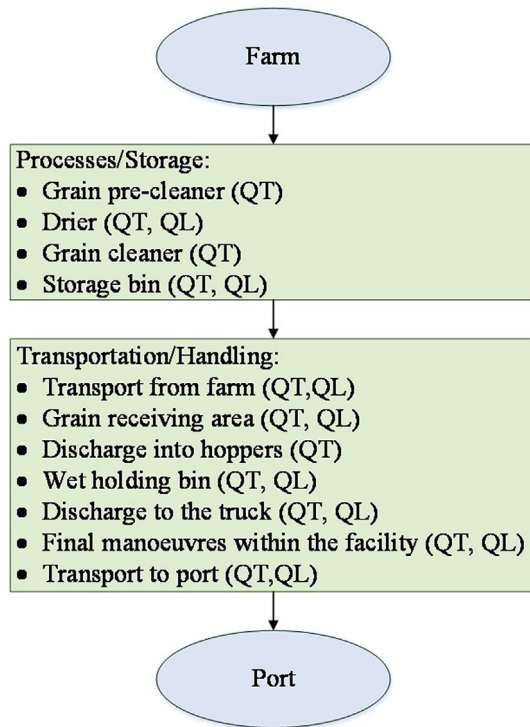 Farm
Processes/Storage:
• Grain pre-cleaner (QT)
• Drier (QT, QL)
• Grain cleaner (QT)
• Storage bin (QT, QL)
Transportation/Handling:
• Transport from farm (QT,QL)
• Grain receiving area (QT, QL)
• Discharge into hoppers (QT)
• Wet holding bin (QT, QL)
• Discharge to the truck (QT, QL)
• Final manoeuvres within the facility (QT, QL)
• Transport to port (QT,QL)
Port